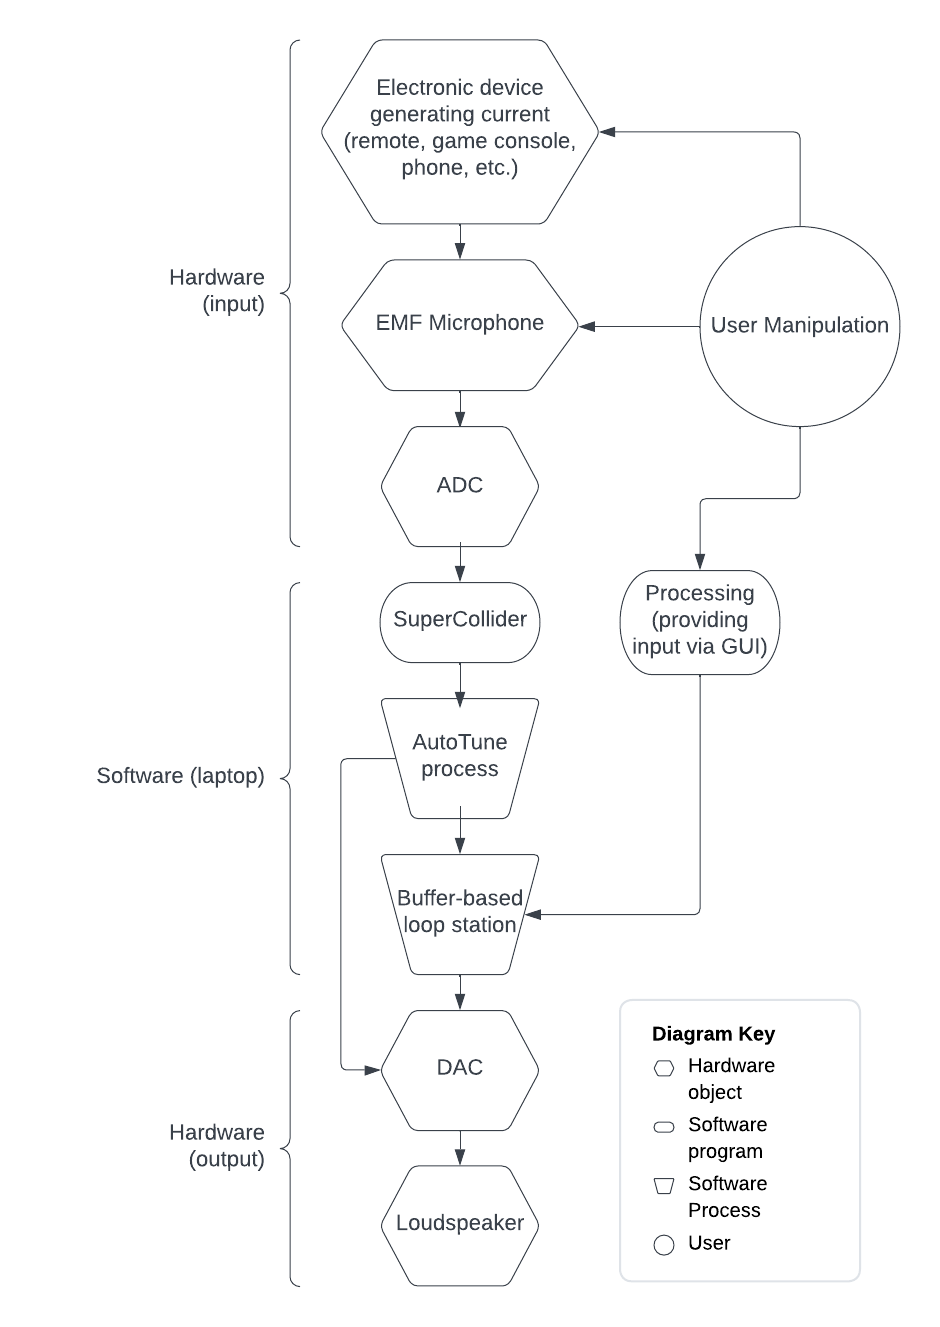 Electronic device
generating current
(remote, game console,
phone, etc.)
Hardware
(input)
EMF Microphone
User Manipulation
ADC
SuperCollider
Processing
(providing
input via GUI)
AutoTune
process
Software (laptop)
Buffer-based
loop station
DAC
Hardware
(output)
Loudspeaker
Diagram Key
Hardware
object
Software
program
Software
Process
User